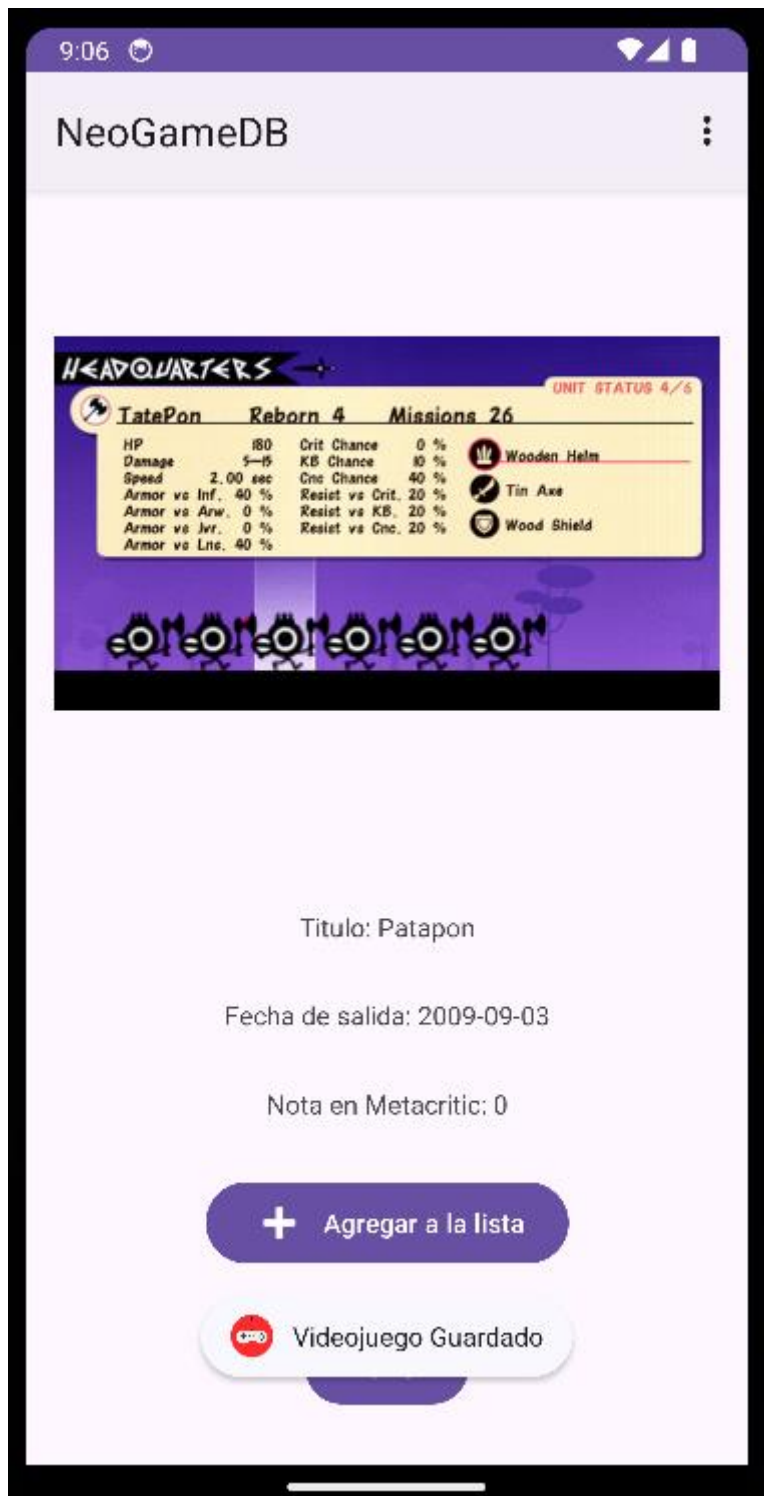 9:06
NeoGameDB
HEADQUARTERS
UNIT STATUS 4/6
TatePon Reborn 4 Missions 26
HP 180 Crit Chance 0 % Wooden Helm
Damage 5—15 KB Chance 10 %
Speed 2.00 sec Cnc Chance 40 % Tin Axe
Armor vs Inf. 40 % Resist vs Crit. 20 %
Armor vs Arw. 0 % Resist vs KB. 20 % Wood Shield
Armor vs Jvr. 0 % Resist vs Cnc. 20 %
Armor vs Lns. 40 %
Titulo: Patapon
Fecha de salida: 2009-09-03
Nota en Metacritic: 0
Agregar a la lista
Videojuego Guardado